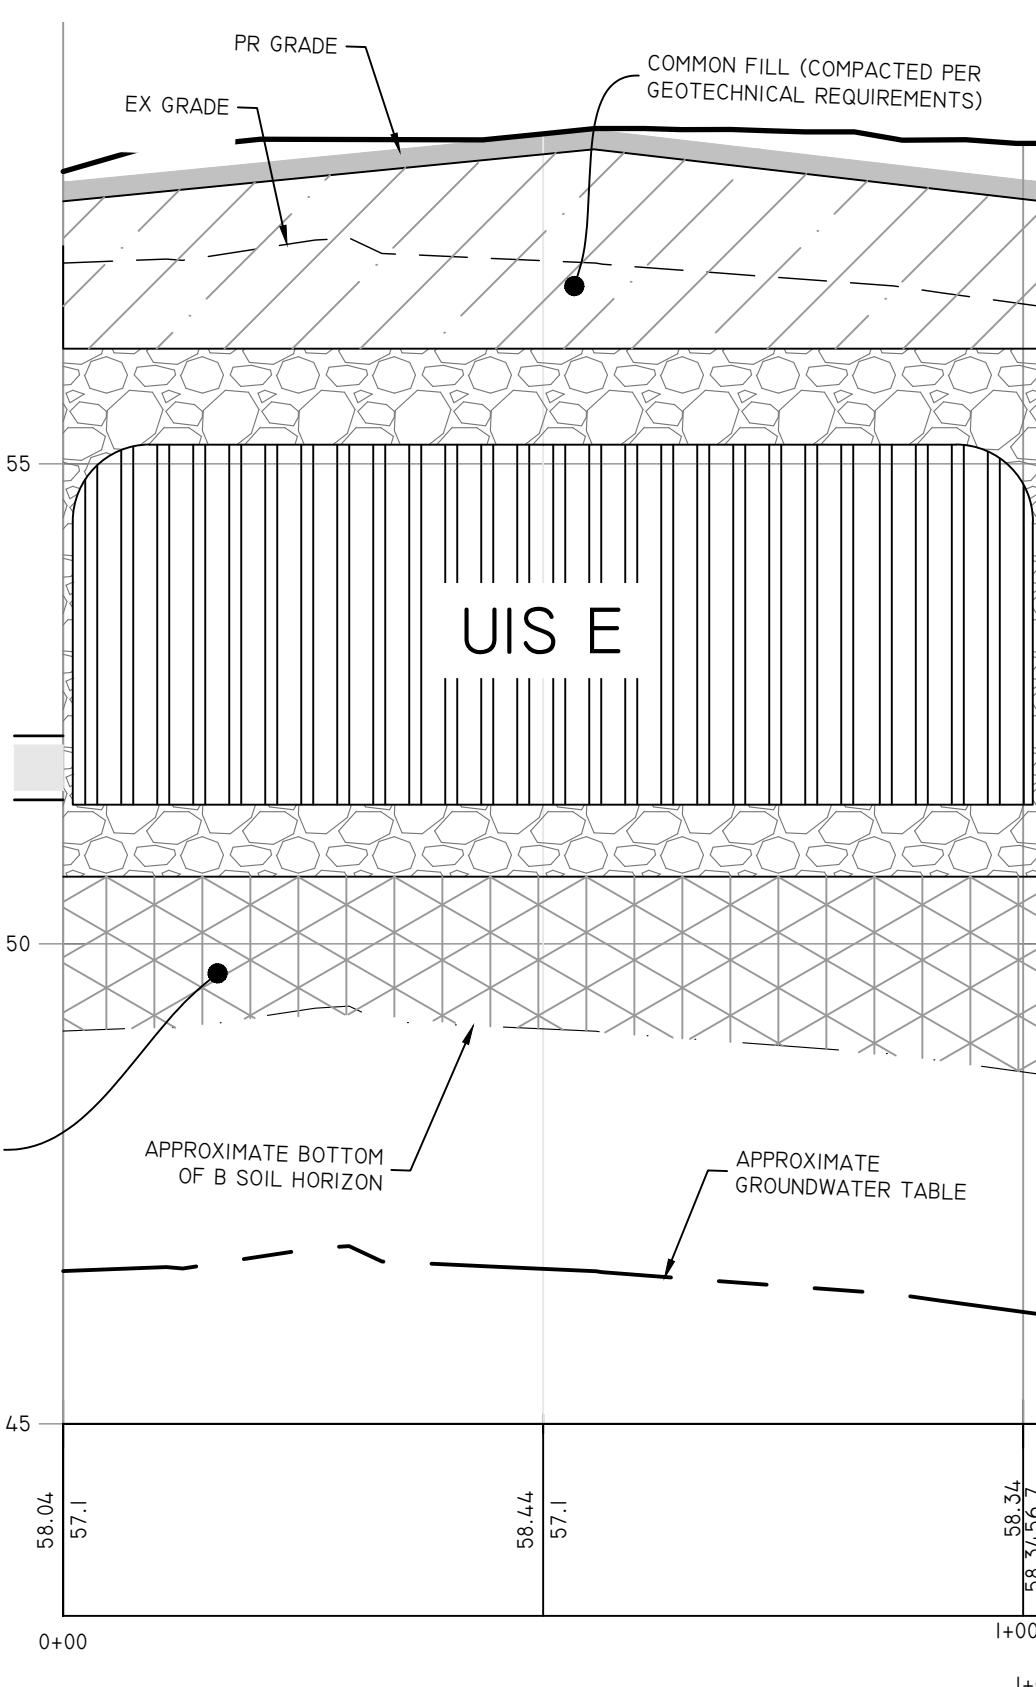 PR GRADE
COMMON FILL (COMPACTED PER
GEOTECHNICAL REQUIREMENTS)
EX GRADE
55
UIS E
50
APPROXIMATE BOTTOM
OF B SOIL HORIZON
APPROXIMATE
GROUNDWATER TABLE
45
58.04
57.1
58.44
57.1
58.34
0+00
1+00